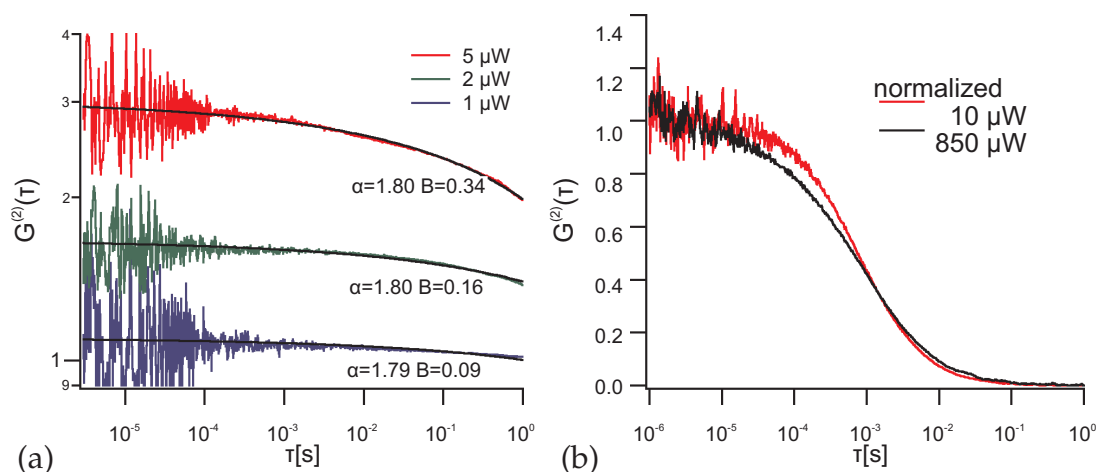 4
3
2
1
9
G(2)(τ)
5 µW
2 µW
1 µW
α=1.80 B=0.34
α=1.80 B=0.16
α=1.79 B=0.09
10-5 10-4 10-3 10-2 10-1 100
τ[s]
(a)
1.4
1.2
1.0
0.8
0.6
0.4
0.2
0.0
G(2)(τ)
normalized
10 µW
850 µW
10-6 10-5 10-4 10-3 10-2 10-1 100
τ[s]
(b)